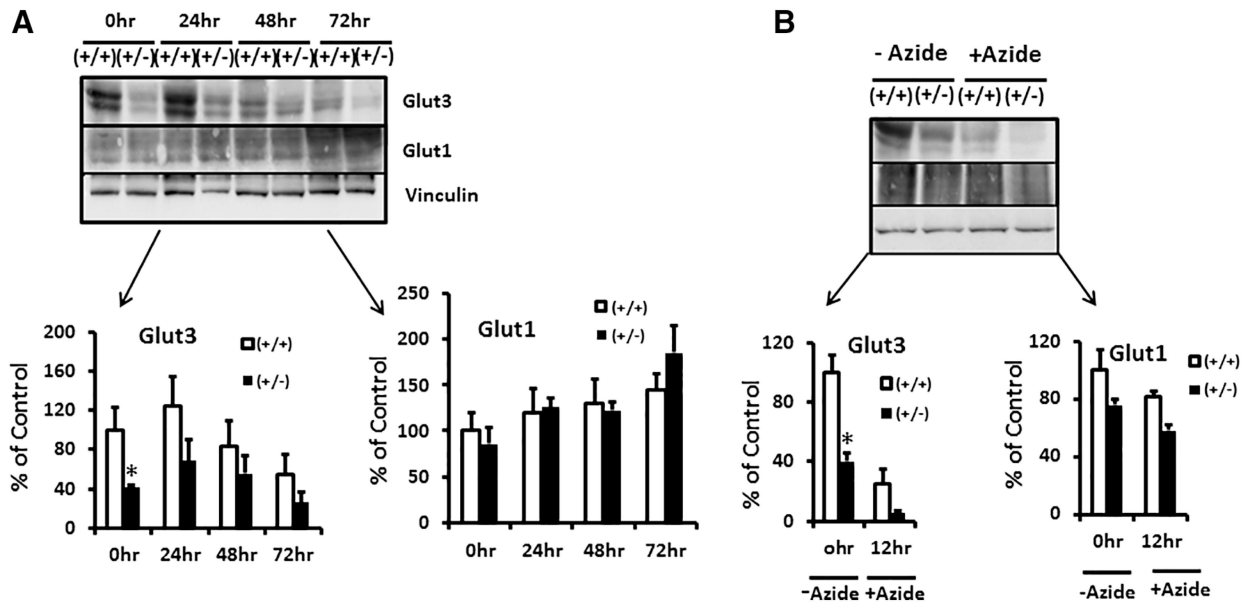 A
0hr 24hr 48hr 72hr
(+/+)(+/-)(+/+)(+/-)(+/+)(+/-)(+/+)(+/-)
Glut3
Glut1
Vinculin
200
160
120
80
40
0
% of Control
Glut3
(+/+)
(+/-)
*
0hr 24hr 48hr 72hr
250
200
150
100
50
0
% of Control
Glut1
(+/+)
(+/-)
0hr 24hr 48hr 72hr
B
- Azide +Azide
(+/+) (+/-) (+/+) (+/-)
120
80
40
0
% of Control
Glut3
(+/+)
(+/-)
*
ohr 12hr
-Azide +Azide
120
80
40
0
% of Control
Glut1
(+/+)
(+/-)
0hr 12hr
-Azide +Azide